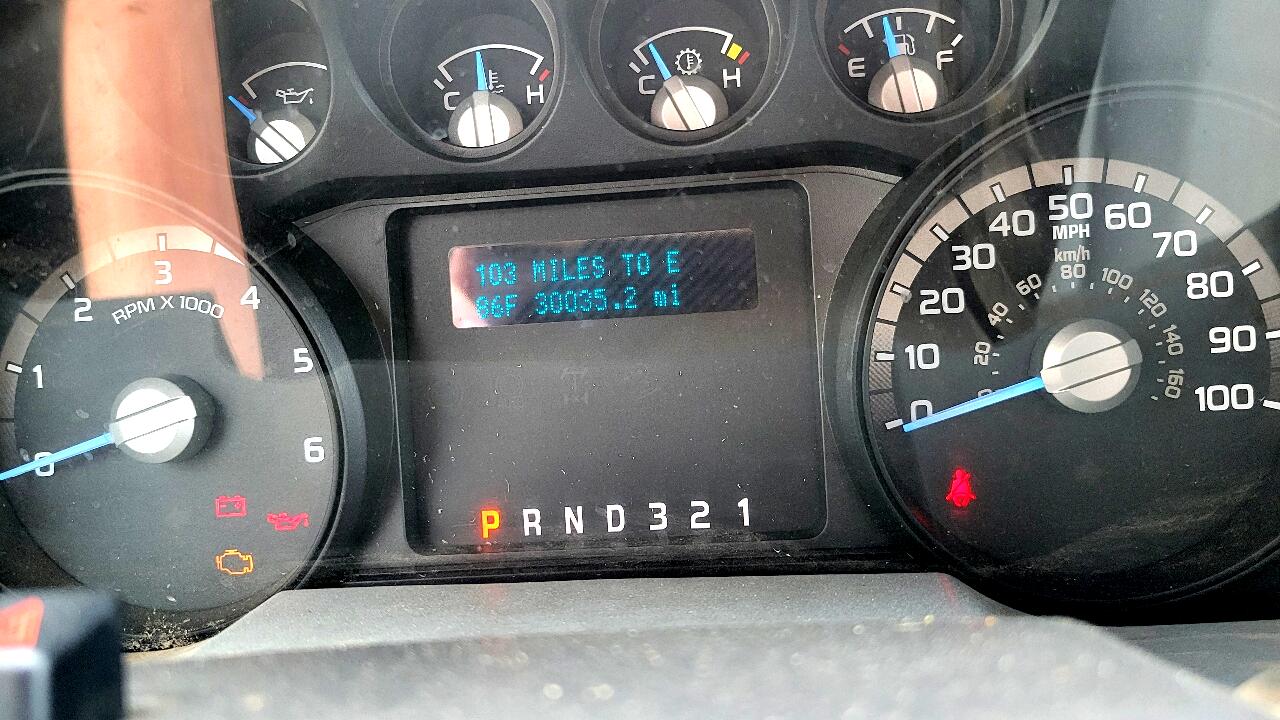 C H
C H
E F
103 MILES TO E
86F 30035.2 mi
0 1 2 3 4 5 6
RPM X 1000
0 10 20 30 40 50 60 70 80 90 100
MPH
km/h
0 20 40 60 80 100 120 140 160
P R N D 3 2 1